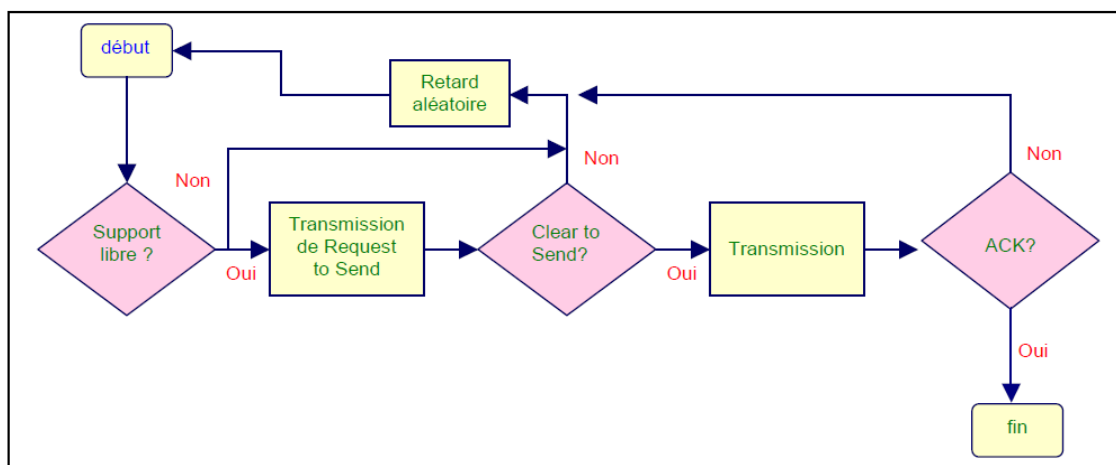 début
Retard
aléatoire
Non
Non
Non
Support
libre ?
Oui
Transmission
de Request
to Send
Clear to
Send?
Oui
Transmission
ACK?
Oui
fin